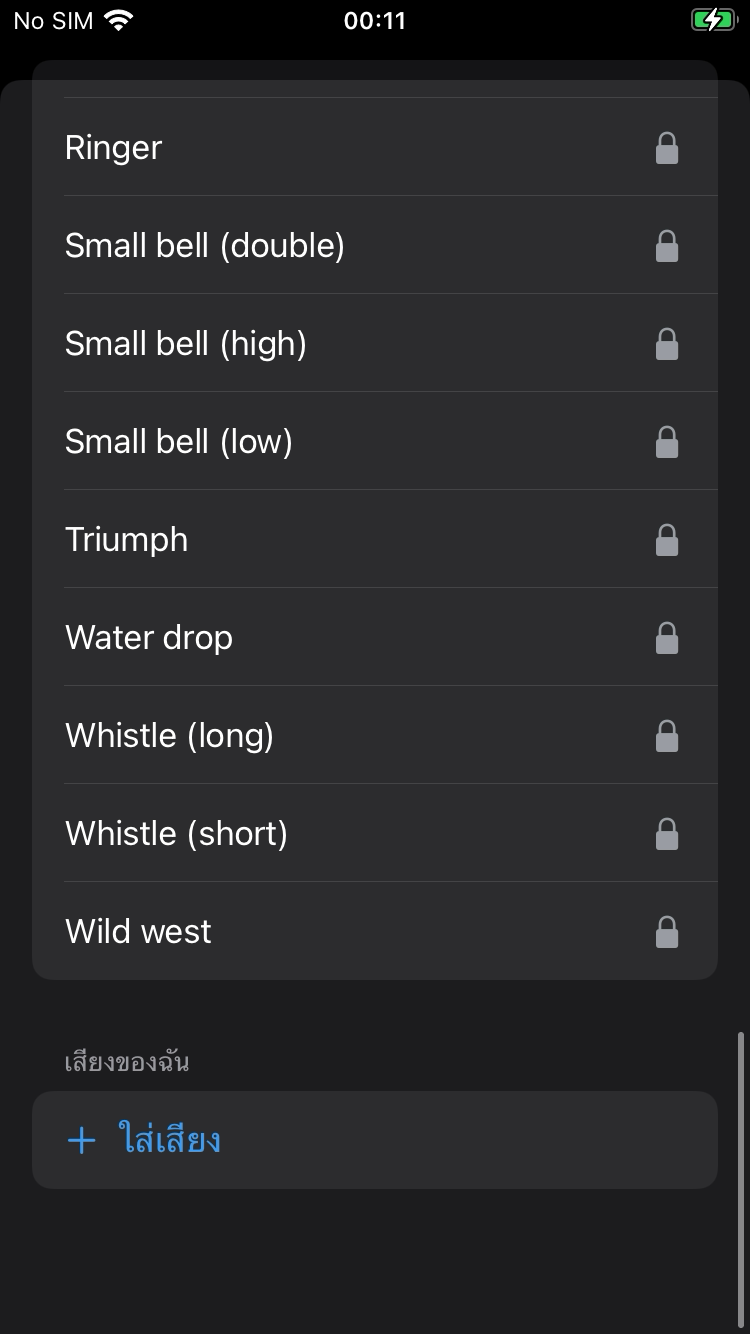 No SIM 00:11
Ringer
Small bell (double)
Small bell (high)
Small bell (low)
Triumph
Water drop
Whistle (long)
Whistle (short)
Wild west
เสียงของฉัน
+ ใส่เสียง